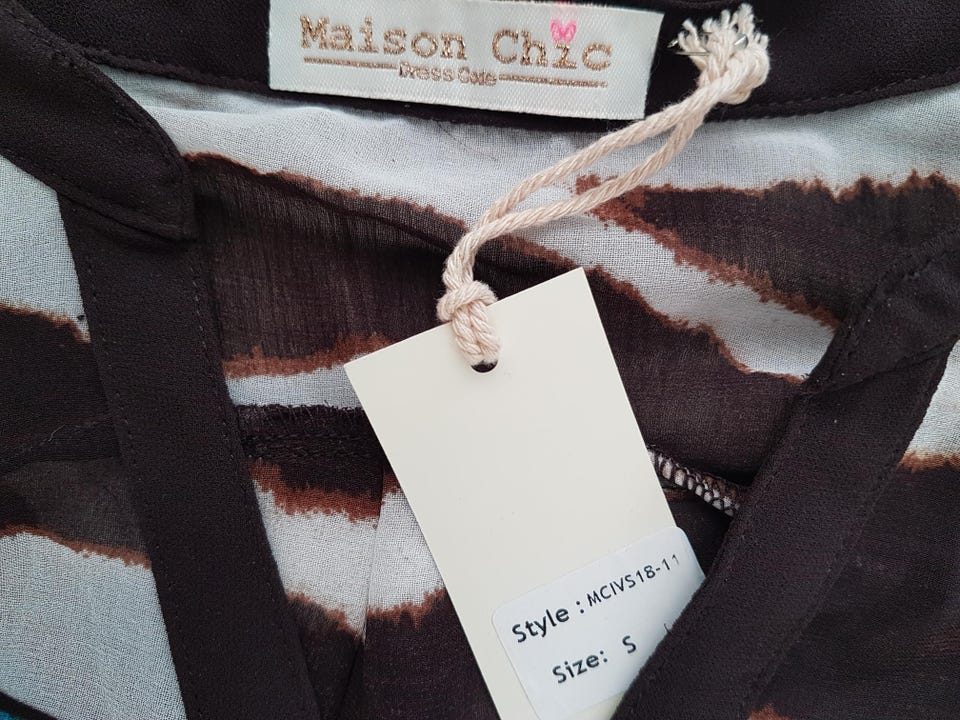 Maison Chic
Dress Code
Style : MCIVS18-11
Size: S